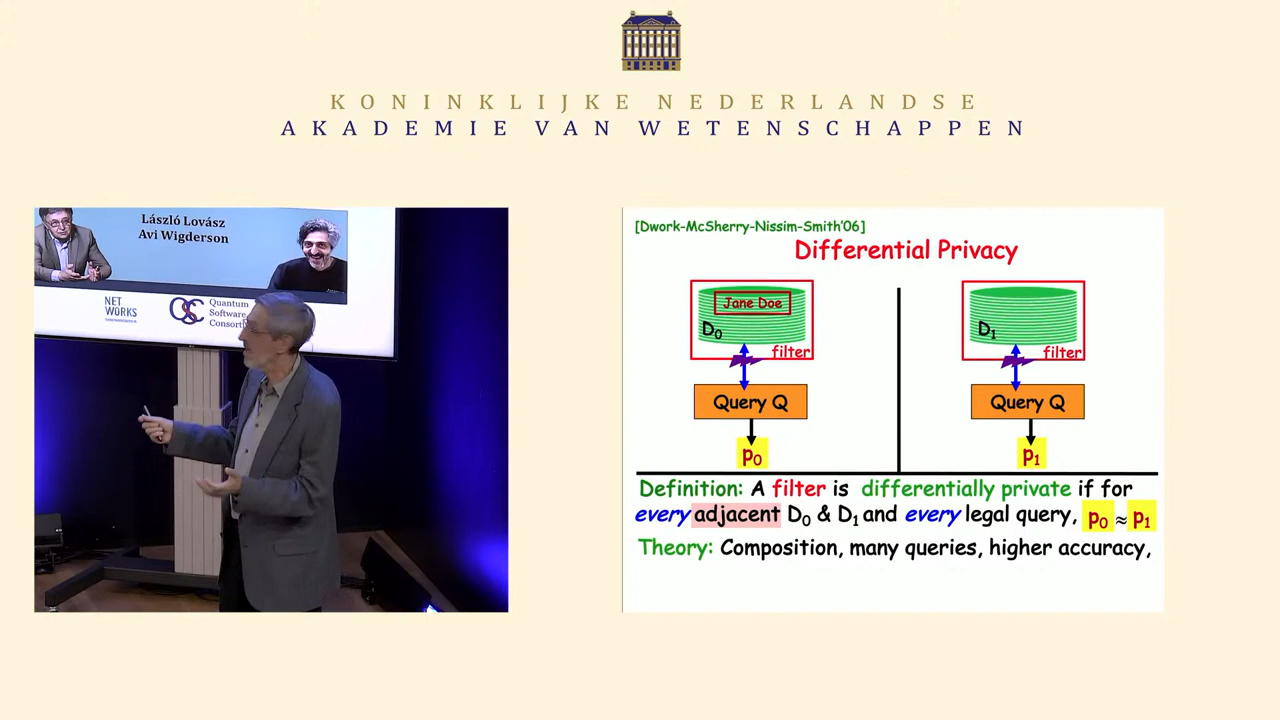 KONINKLIJKE NEDERLANDSE
AKADEMIE VAN WETENSCHAPPEN
László Lovász
Avi Wigderson
NET
WORKS
QSC
Quantum
Software
Consorti
[Dwork-McSherry-Nissim-Smith'06]
Differential Privacy
Jane Doe
D0
filter
Query Q
p0
D1
filter
Query Q
p1
Definition: A filter is differentially private if for
every adjacent D0 & D1 and every legal query, p0 ≈ p1
Theory: Composition, many queries, higher accuracy,